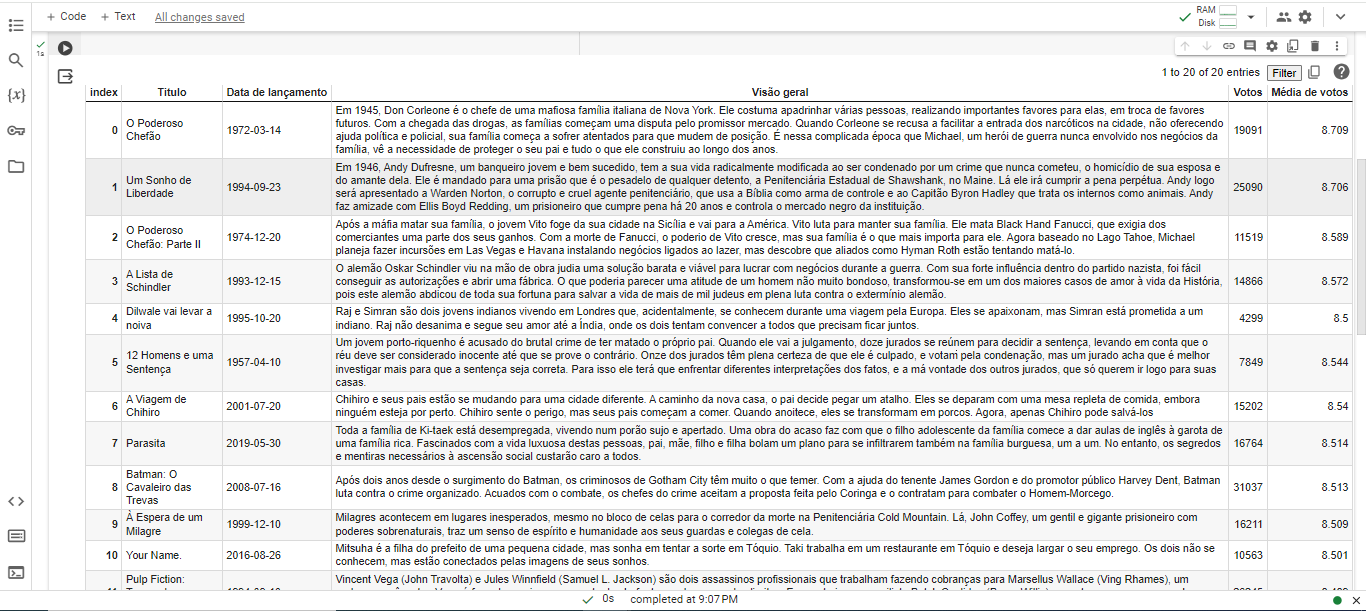 + Code + Text All changes saved
RAM
Disk
1s
{x}
1 to 20 of 20 entries Filter
index Titulo Data de lançamento Visão geral Votos Média de votos
0 O Poderoso Chefão 1972-03-14 Em 1945, Don Corleone é o chefe de uma mafiosa família italiana de Nova York. Ele costuma apadrinhar várias pessoas, realizando importantes favores para elas, em troca de favores
futuros. Com a chegada das drogas, as famílias começam uma disputa pelo promissor mercado. Quando Corleone se recusa a facilitar a entrada dos narcóticos na cidade, não oferecendo
ajuda política e policial, sua família começa a sofrer atentados para que mudem de posição. É nessa complicada época que Michael, um herói de guerra nunca envolvido nos negócios da
família, vê a necessidade de proteger o seu pai e tudo o que ele construiu ao longo dos anos. 19091 8.709
1 Um Sonho de Liberdade 1994-09-23 Em 1946, Andy Dufresne, um banqueiro jovem e bem sucedido, tem a sua vida radicalmente modificada ao ser condenado por um crime que nunca cometeu, o homicídio de sua esposa e
do amante dela. Ele é mandado para uma prisão que é o pesadelo de qualquer detento, a Penitenciária Estadual de Shawshank, no Maine. Lá ele irá cumprir a pena perpétua. Andy logo
será apresentado a Warden Norton, o corrupto e cruel agente penitenciário, que usa a Bíblia como arma de controle e ao Capitão Byron Hadley que trata os internos como animais. Andy
faz amizade com Ellis Boyd Redding, um prisioneiro que cumpre pena há 20 anos e controla o mercado negro da instituição. 25090 8.706
2 O Poderoso Chefão: Parte II 1974-12-20 Após a máfia matar sua família, o jovem Vito foge da sua cidade na Sicília e vai para a América. Vito luta para manter sua família. Ele mata Black Hand Fanucci, que exigia dos
comerciantes uma parte dos seus ganhos. Com a morte de Fanucci, o poderio de Vito cresce, mas sua família é o que mais importa para ele. Agora baseado no Lago Tahoe, Michael
planeja fazer incursões em Las Vegas e Havana instalando negócios ligados ao lazer, mas descobre que aliados como Hyman Roth estão tentando matá-lo. 11519 8.589
3 A Lista de Schindler 1993-12-15 O alemão Oskar Schindler viu na mão de obra judia uma solução barata e viável para lucrar com negócios durante a guerra. Com sua forte influência dentro do partido nazista, foi fácil
conseguir as autorizações e abrir uma fábrica. O que poderia parecer uma atitude de um homem não muito bondoso, transformou-se em um dos maiores casos de amor à vida da História,
pois este alemão abdicou de toda sua fortuna para salvar a vida de mais de mil judeus em plena luta contra o extermínio alemão. 14866 8.572
4 Dilwale vai levar a noiva 1995-10-20 Raj e Simran são dois jovens indianos vivendo em Londres que, acidentalmente, se conhecem durante uma viagem pela Europa. Eles se apaixonam, mas Simran está prometida a um
indiano. Raj não desanima e segue seu amor até a Índia, onde os dois tentam convencer a todos que precisam ficar juntos. 4299 8.5
5 12 Homens e uma Sentença 1957-04-10 Um jovem porto-riquenho é acusado do brutal crime de ter matado o próprio pai. Quando ele vai a julgamento, doze jurados se reúnem para decidir a sentença, levando em conta que o
réu deve ser considerado inocente até que se prove o contrário. Onze dos jurados têm plena certeza de que ele é culpado, e votam pela condenação, mas um jurado acha que é melhor
investigar mais para que a sentença seja correta. Para isso ele terá que enfrentar diferentes interpretações dos fatos, e a má vontade dos outros jurados, que só querem ir logo para suas
casas. 7849 8.544
6 A Viagem de Chihiro 2001-07-20 Chihiro e seus pais estão se mudando para uma cidade diferente. A caminho da nova casa, o pai decide pegar um atalho. Eles se deparam com uma mesa repleta de comida, embora
ninguém esteja por perto. Chihiro sente o perigo, mas seus pais começam a comer. Quando anoitece, eles se transformam em porcos. Agora, apenas Chihiro pode salvá-los 15202 8.54
7 Parasita 2019-05-30 Toda a família de Ki-taek está desempregada, vivendo num porão sujo e apertado. Uma obra do acaso faz com que o filho adolescente da família comece a dar aulas de inglês à garota de
uma família rica. Fascinados com a vida luxuosa destas pessoas, pai, mãe, filho e filha bolam um plano para se infiltrarem também na família burguesa, um a um. No entanto, os segredos
e mentiras necessários à ascensão social custarão caro a todos. 16764 8.514
8 Batman: O Cavaleiro das Trevas 2008-07-16 Após dois anos desde o surgimento do Batman, os criminosos de Gotham City têm muito o que temer. Com a ajuda do tenente James Gordon e do promotor público Harvey Dent, Batman
luta contra o crime organizado. Acuados com o combate, os chefes do crime aceitam a proposta feita pelo Coringa e o contratam para combater o Homem-Morcego. 31037 8.513
9 À Espera de um Milagre 1999-12-10 Milagres acontecem em lugares inesperados, mesmo no bloco de celas para o corredor da morte na Penitenciária Cold Mountain. Lá, John Coffey, um gentil e gigante prisioneiro com
poderes sobrenaturais, traz um senso de espírito e humanidade aos seus guardas e colegas de cela. 16211 8.509
10 Your Name. 2016-08-26 Mitsuha é a filha do prefeito de uma pequena cidade, mas sonha em tentar a sorte em Tóquio. Taki trabalha em um restaurante em Tóquio e deseja largar o seu emprego. Os dois não se
conhecem, mas estão conectados pelas imagens de seus sonhos. 10563 8.501
Pulp Fiction: Vincent Vega (John Travolta) e Jules Winnfield (Samuel L. Jackson) são dois assassinos profissionais que trabalham fazendo cobranças para Marsellus Wallace (Ving Rhames), um
0s completed at 9:07 PM